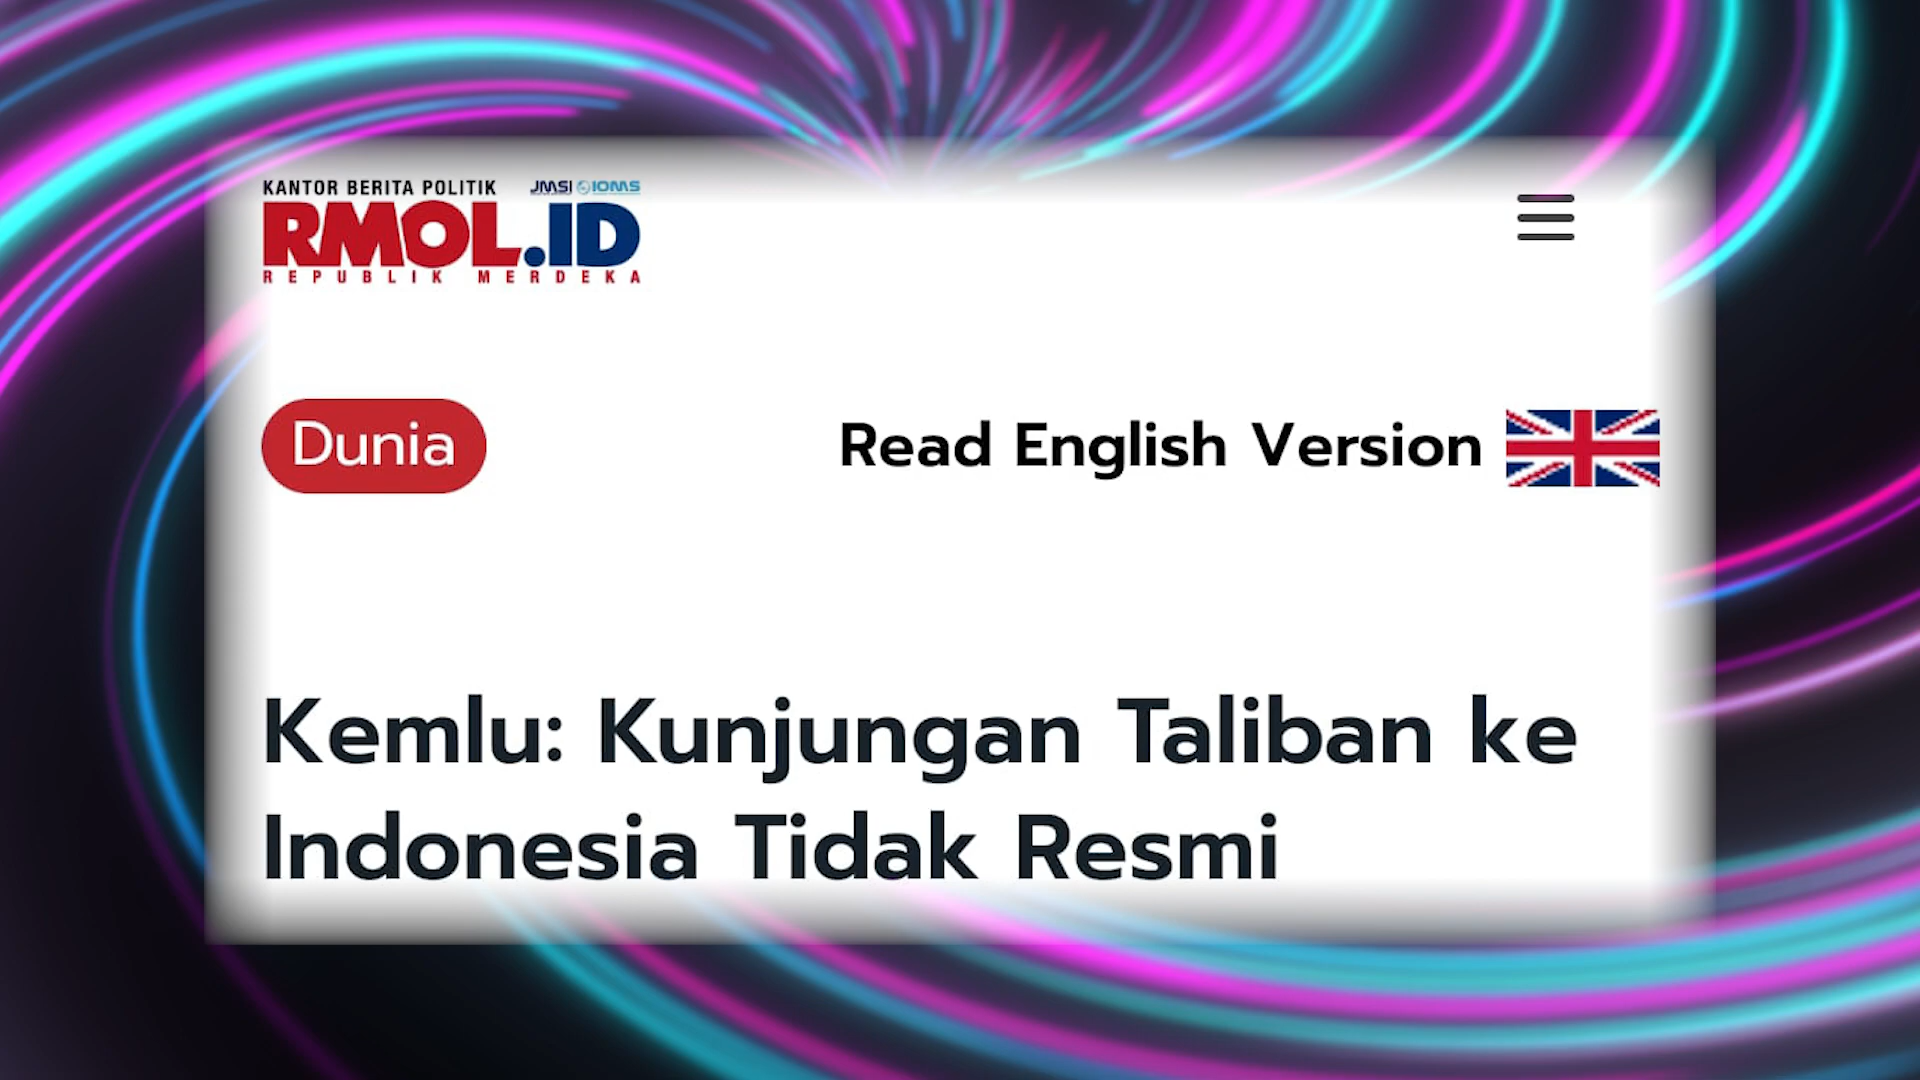 KANTOR BERITA POLITIK JMSI IOMS
RMOL.ID
REPUBLIK MERDEKA
Dunia
Read English Version
Kemlu: Kunjungan Taliban ke
Indonesia Tidak Resmi